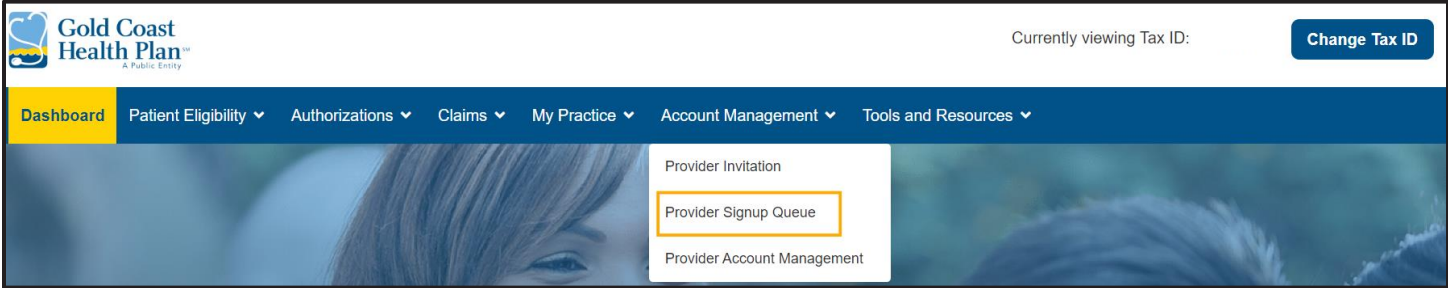 Gold Coast
Health Plan℠
A Public Entity
Currently viewing Tax ID:
Change Tax ID
Dashboard
Patient Eligibility
Authorizations
Claims
My Practice
Account Management
Tools and Resources
Provider Invitation
Provider Signup Queue
Provider Account Management